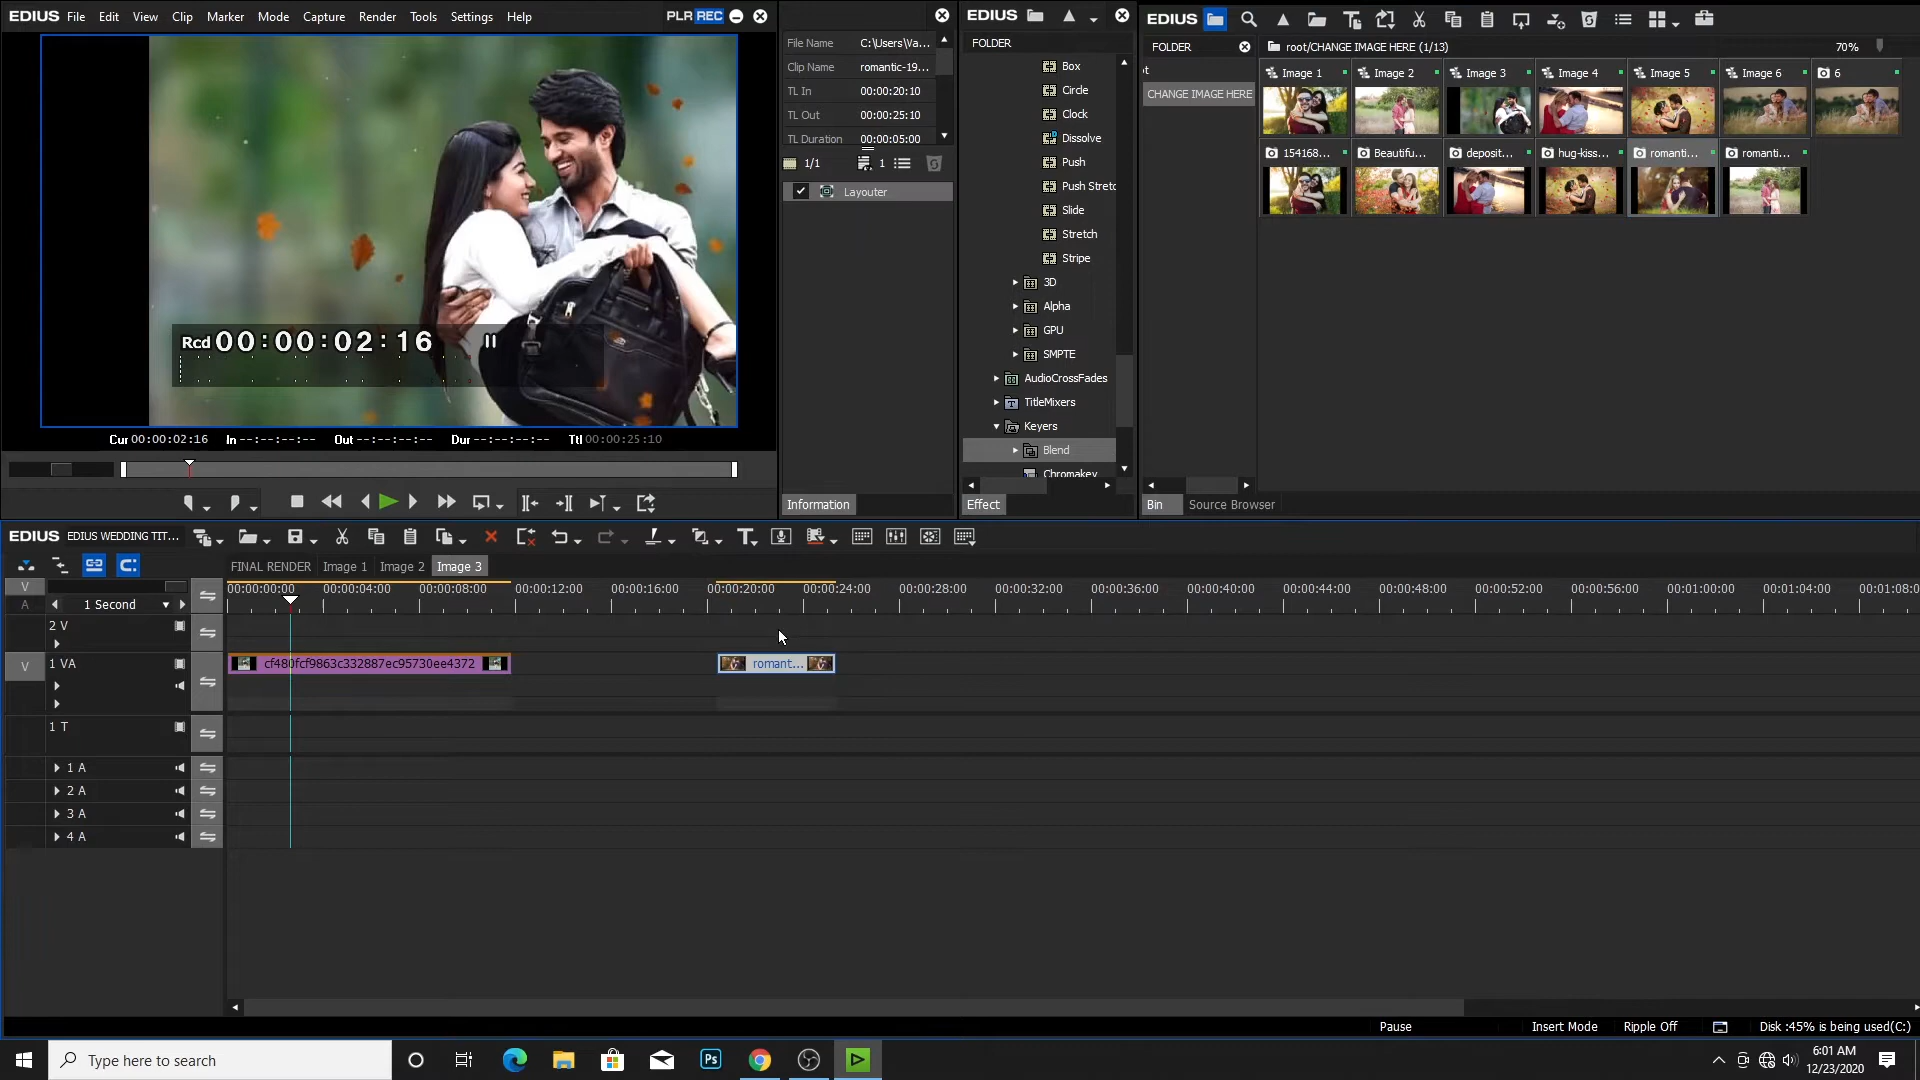 EDIUS File Edit View Clip Marker Mode Capture Render Tools Settings Help PLR REC
Rcd 00:00:02:16
Cur 00:00:02:16 In --:--:--:-- Out --:--:--:-- Dur --:--:--:-- Ttl 00:00:25:10
File Name C:\Users\Va...
Clip Name romantic-19...
TL In 00:00:20:10
TL Out 00:00:25:10
TL Duration 00:00:05:00
1/1 1
Layouter
Information
EDIUS
FOLDER
Box
Circle
Clock
Dissolve
Push
Push Stretc
Slide
Stretch
Stripe
3D
Alpha
GPU
SMPTE
AudioCrossFades
TitleMixers
Keyers
Blend
Chromakey
Effect
EDIUS
FOLDER root/CHANGE IMAGE HERE (1/13) 70%
ot
CHANGE IMAGE HERE
Image 1 Image 2 Image 3 Image 4 Image 5 Image 6 6
154168... Beautifu... deposit... hug-kiss... romanti... romanti...
Bin Source Browser
EDIUS EDIUS WEDDING TIT...
FINAL RENDER Image 1 Image 2 Image 3
V 00:00:00:00 00:00:04:00 00:00:08:00 00:00:12:00 00:00:16:00 00:00:20:00 00:00:24:00 00:00:28:00 00:00:32:00 00:00:36:00 00:00:40:00 00:00:44:00 00:00:48:00 00:00:52:00 00:00:56:00 00:01:00:00 00:01:04:00 00:01:08:00
A 1 Second
2 V
V 1 VA cf480fcf9863c332887ec95730ee4372 romant...
1 T
1 A
2 A
3 A
4 A
Pause Insert Mode Ripple Off Disk :45% is being used(C:)
Type here to search Ps 6:01 AM
12/23/2020